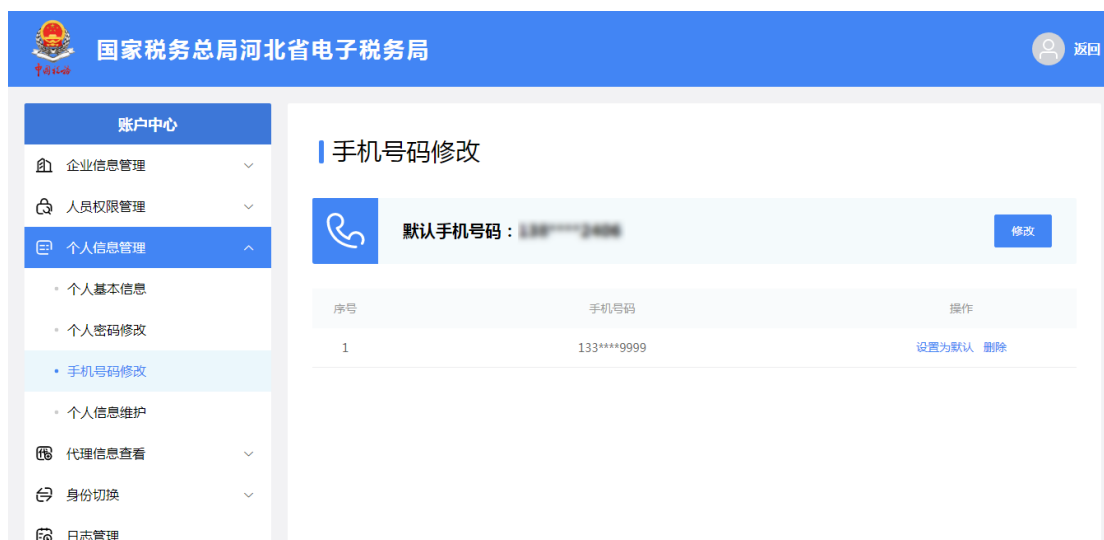 国家税务总局河北省电子税务局
返回
中国税务
账户中心
企业信息管理
人员权限管理
个人信息管理
个人基本信息
个人密码修改
手机号码修改
个人信息维护
代理信息查看
身份切换
日志管理
手机号码修改
默认手机号码：
修改
序号 手机号码 操作
1 133****9999 设置为默认 删除